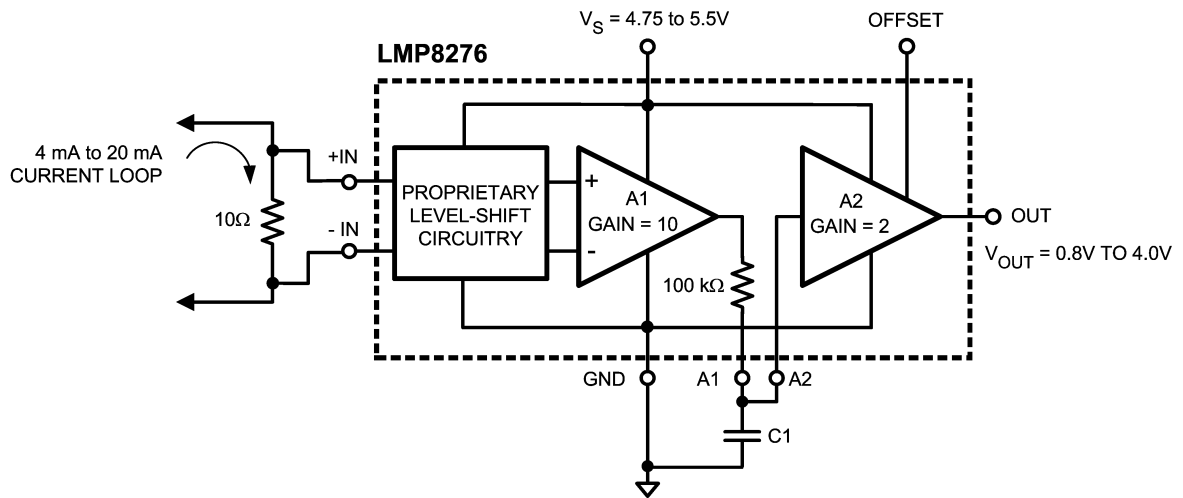 V_S = 4.75 to 5.5V
OFFSET
LMP8276
4 mA to 20 mA
CURRENT LOOP
+IN
10Ω
- IN
PROPRIETARY
LEVEL-SHIFT
CIRCUITRY
+
A1
GAIN = 10
-
100 kΩ
A2
GAIN = 2
OUT
V_OUT = 0.8V TO 4.0V
GND
A1
A2
C1